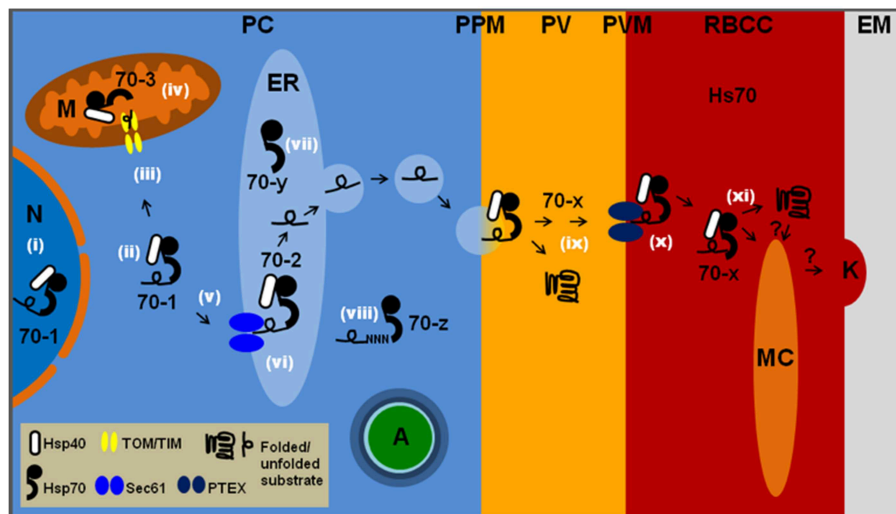 PC PPM PV PVM RBCC EM
70-3 (iv)
M
ER
Hs70
(vii)
70-y
(iii)
N
(i)
(ii)
70-1
70-1
(v)
70-2
(vi)
(viii)
NNN
70-z
70-x
(ix)
(x)
(xi)
70-x
?
?
K
MC
A
Hsp40 TOM/TIM Folded/
unfolded
substrate
Hsp70 Sec61 PTEX